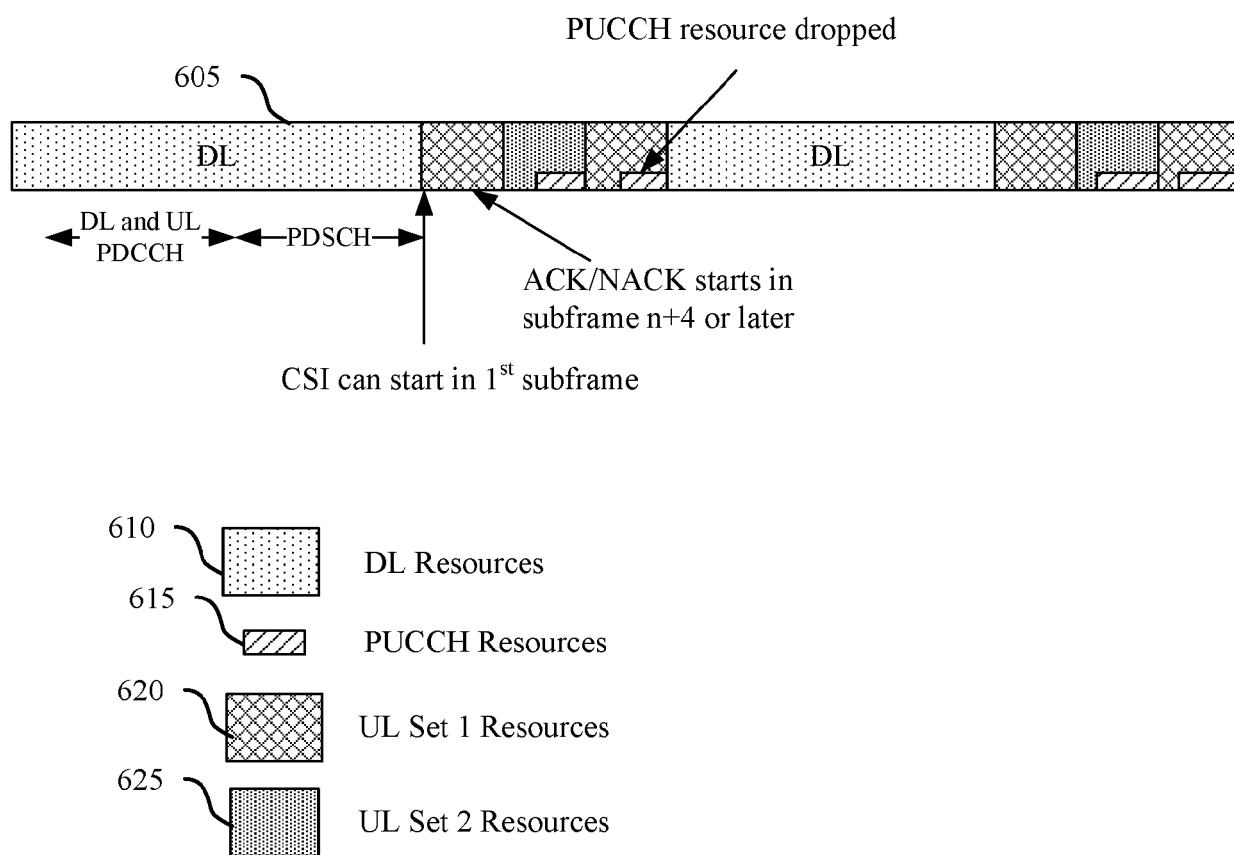 PUCCH resource dropped
605
DL
DL
DL and UL
PDCCH
PDSCH
ACK/NACK starts in
subframe n+4 or later
CSI can start in 1st subframe
610
DL Resources
615
PUCCH Resources
620
UL Set 1 Resources
625
UL Set 2 Resources